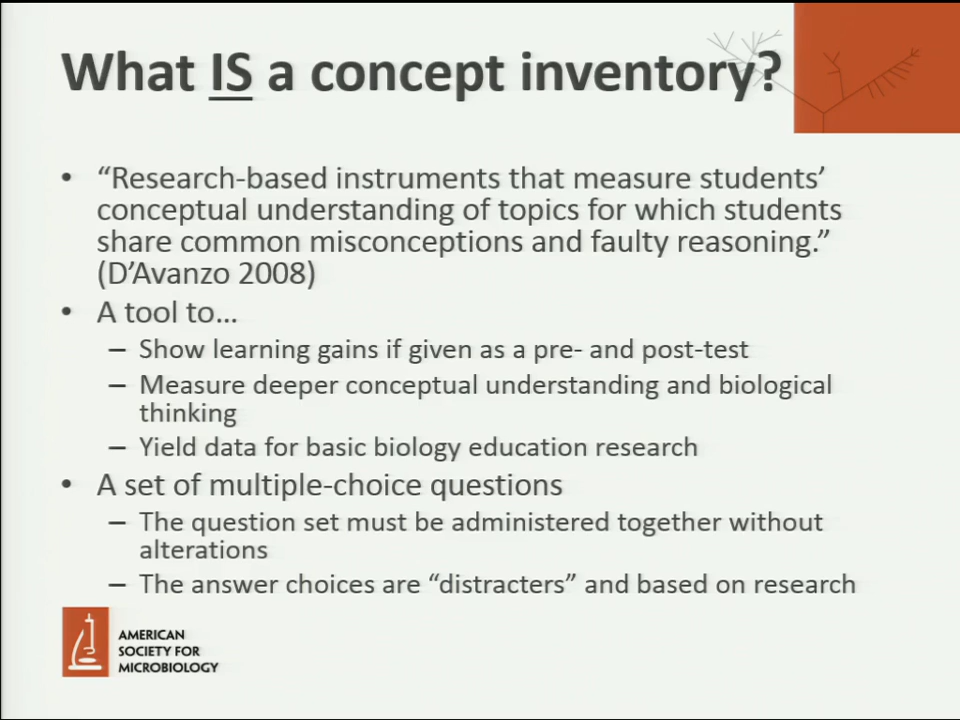 What IS a concept inventory?
• “Research-based instruments that measure students’
conceptual understanding of topics for which students
share common misconceptions and faulty reasoning.”
(D’Avanzo 2008)
• A tool to…
– Show learning gains if given as a pre- and post-test
– Measure deeper conceptual understanding and biological
thinking
– Yield data for basic biology education research
• A set of multiple-choice questions
– The question set must be administered together without
alterations
– The answer choices are “distracters” and based on research
AMERICAN
SOCIETY FOR
MICROBIOLOGY